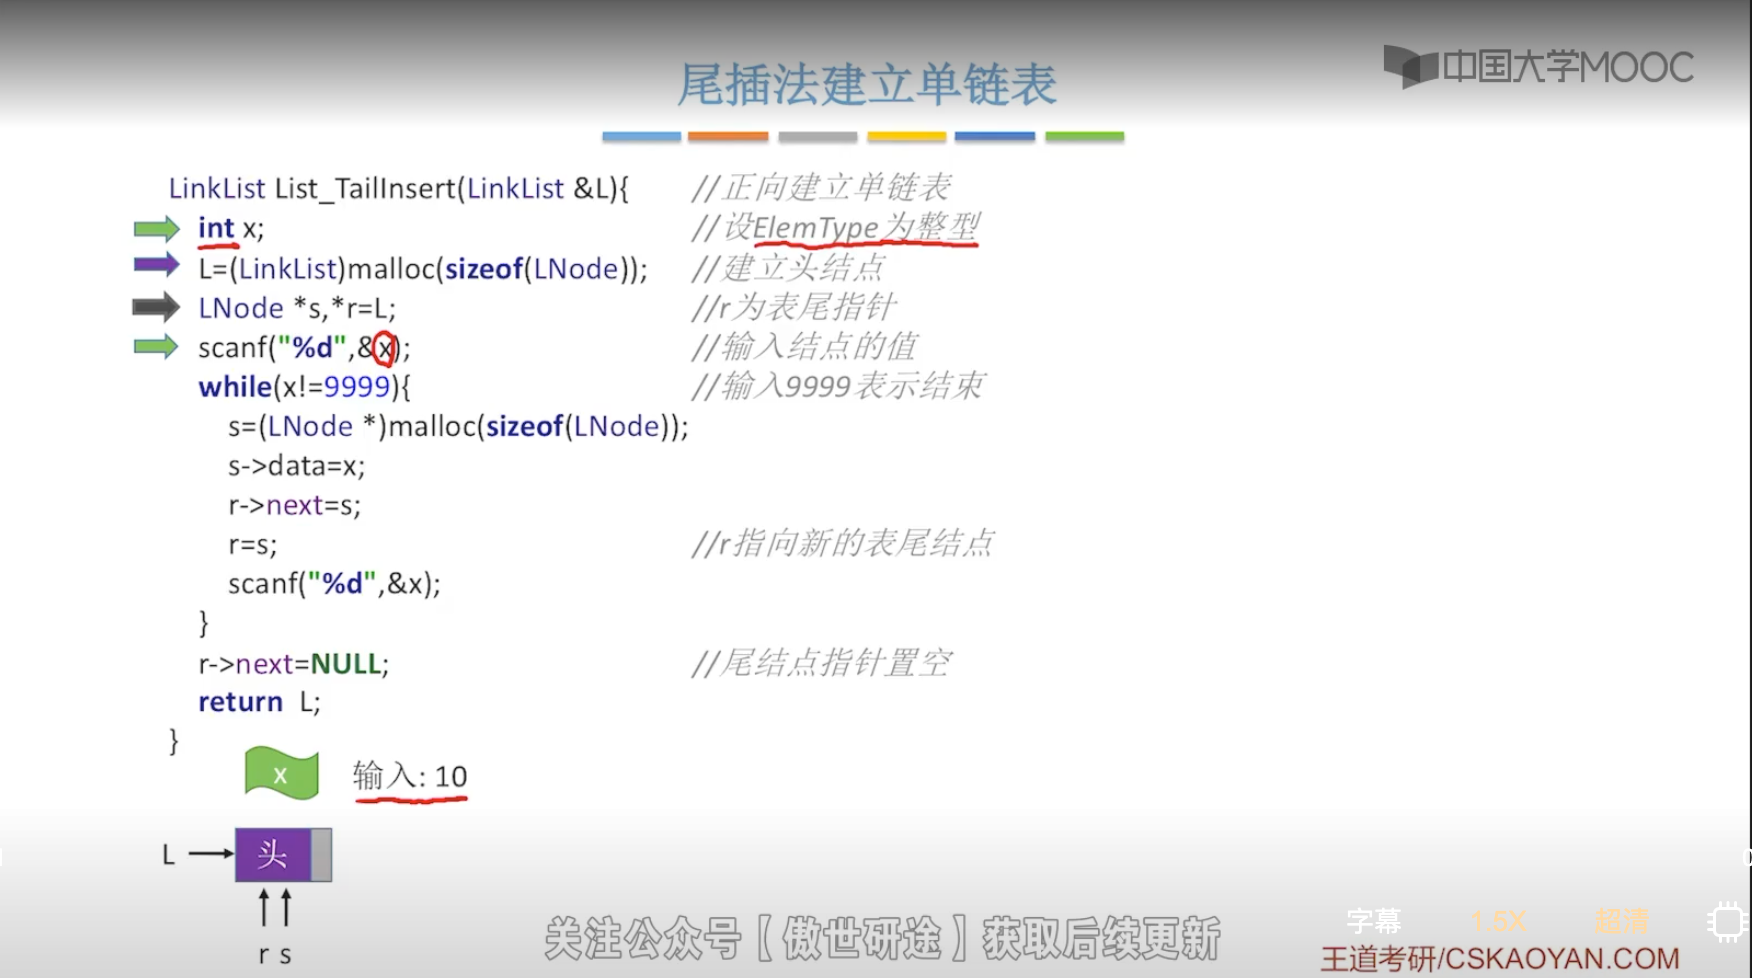 中国大学MOOC
尾插法建立单链表
LinkList List_TailInsert(LinkList &L){ //正向建立单链表
int x; //设ElemType为整型
L=(LinkList)malloc(sizeof(LNode)); //建立头结点
LNode *s,*r=L; //r为表尾指针
scanf("%d",&x); //输入结点的值
while(x!=9999){ //输入9999表示结束
s=(LNode *)malloc(sizeof(LNode));
s->data=x;
r->next=s;
r=s; //r指向新的表尾结点
scanf("%d",&x);
}
r->next=NULL; //尾结点指针置空
return L;
}
x 输入: 10
L 头
r s
关注公众号【傲世研途】获取后续更新
字幕 1.5X 超清
王道考研/CSKAOYAN.COM